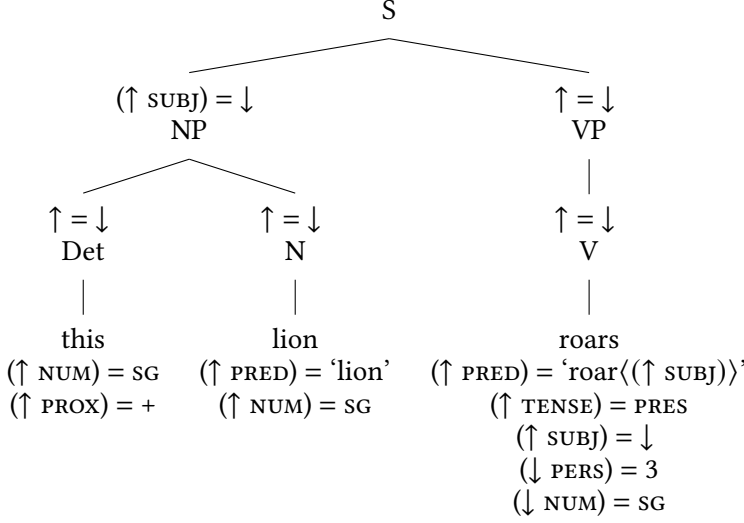 S
(↑ SUBJ) = ↓ ↑ = ↓
NP VP
↑ = ↓ ↑ = ↓ ↑ = ↓
Det N V
this lion roars
(↑ NUM) = SG (↑ PRED) = ‘lion’ (↑ PRED) = ‘roar⟨(↑ SUBJ)⟩’
(↑ PROX) = + (↑ NUM) = SG (↑ TENSE) = PRES
(↑ SUBJ) = ↓
(↓ PERS) = 3
(↓ NUM) = SG